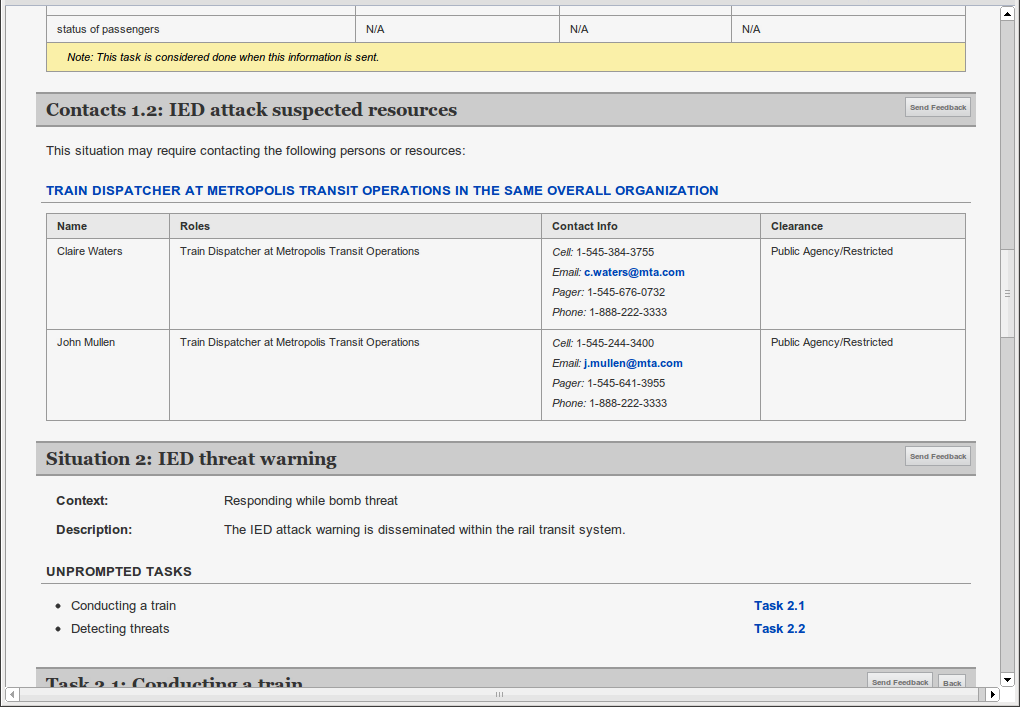 status of passengers N/A N/A N/A
Note: This task is considered done when this information is sent.
Contacts 1.2: IED attack suspected resources Send Feedback
This situation may require contacting the following persons or resources:
TRAIN DISPATCHER AT METROPOLIS TRANSIT OPERATIONS IN THE SAME OVERALL ORGANIZATION
Name Roles Contact Info Clearance
Claire Waters Train Dispatcher at Metropolis Transit Operations Cell: 1-545-384-3755 Public Agency/Restricted
Email: c.waters@mta.com
Pager: 1-545-676-0732
Phone: 1-888-222-3333
John Mullen Train Dispatcher at Metropolis Transit Operations Cell: 1-545-244-3400 Public Agency/Restricted
Email: j.mullen@mta.com
Pager: 1-545-641-3955
Phone: 1-888-222-3333
Situation 2: IED threat warning Send Feedback
Context: Responding while bomb threat
Description: The IED attack warning is disseminated within the rail transit system.
UNPROMPTED TASKS
• Conducting a train Task 2.1
• Detecting threats Task 2.2
Task 2.1: Conducting a train Send Feedback Back